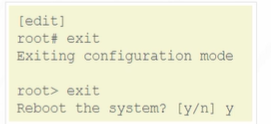 [edit]
root# exit
Exiting configuration mode
root> exit
Reboot the system? [y/n] y